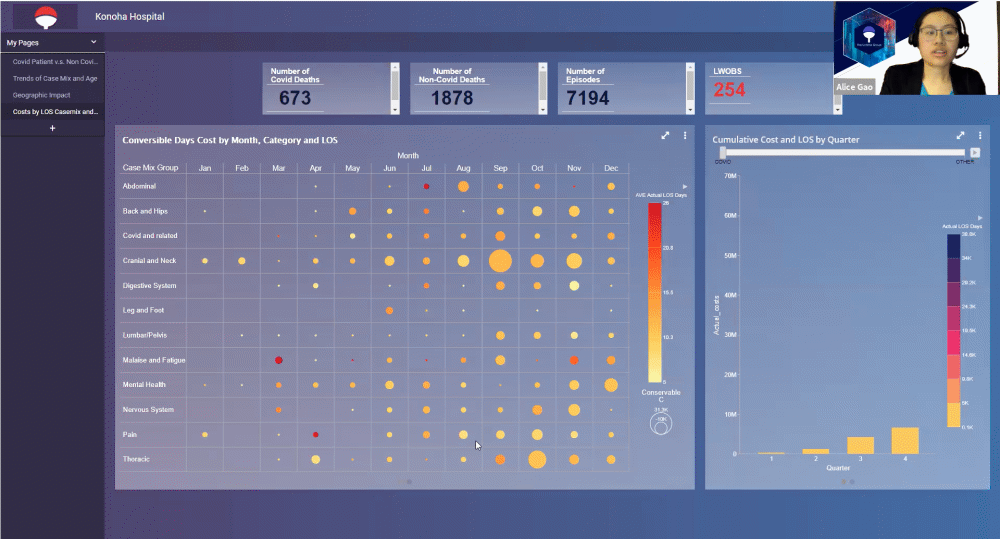 Konoha Hospital
My Pages
Covid Patient v.s. Non Covi...
Trends of Case Mix and Age
Geographic Impact
Costs by LOS Casemix and...
+
Number of
Covid Deaths
673
Number of
Non-Covid Deaths
1878
Number of
Episodes
7194
LWOBS
254
Alice Gao
Conversible Days Cost by Month, Category and LOS
Month
Case Mix Group Jan Feb Mar Apr May Jun Jul Aug Sep Oct Nov Dec
Abdominal
Back and Hips
Covid and related
Cranial and Neck
Digestive System
Leg and Foot
Lumbar/Pelvis
Malaise and Fatigue
Mental Health
Nervous System
Pain
Thoracic
AVE Actual LOS Days
26
20.8
15.5
10.3
Conservable
C
Cumulative Cost and LOS by Quarter
COVID OTHER
70M
60M
50M
40M
30M
20M
10M
0
Actual_costs
1 2 3 4
Quarter
Actual LOS Days
38.8K
34K
29.1K
24.3K
19.5K
14.6K
9.8K
5K
0.1K